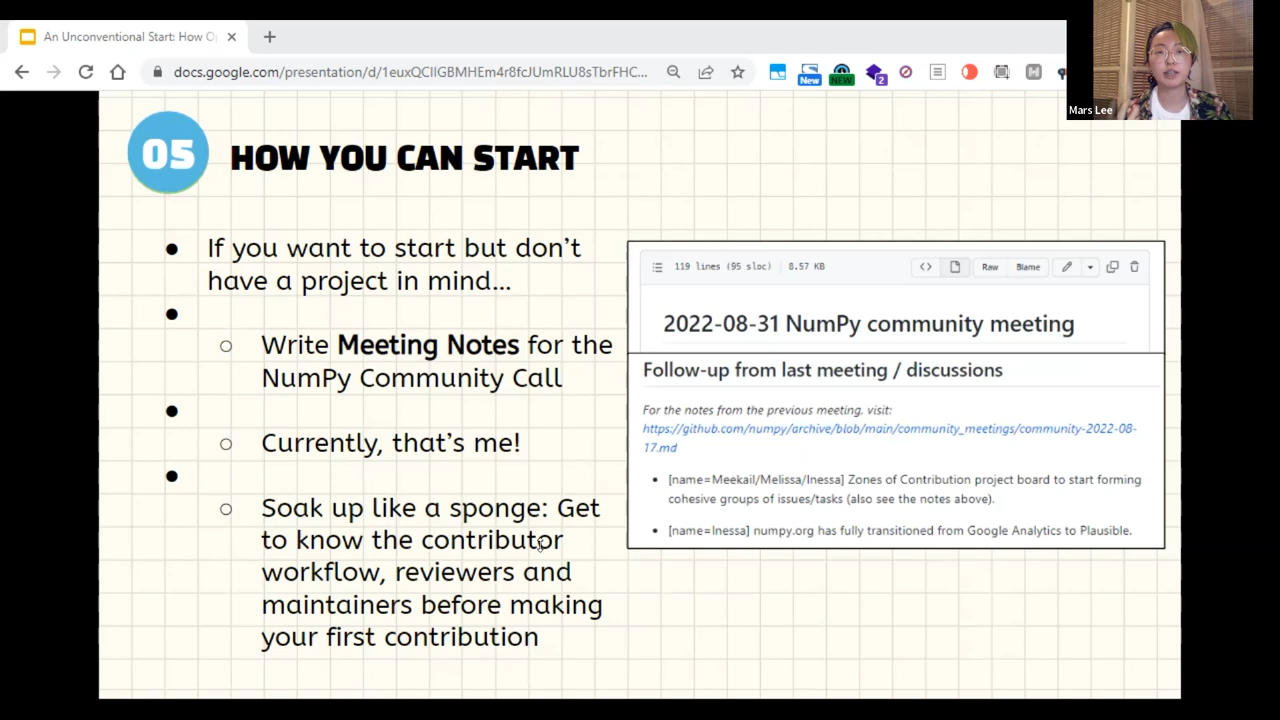 An Unconventional Start: How O
docs.google.com/presentation/d/1euxQCIlGBMHEm4r8fcJUmRLU8sTbrFHC...
New
NEW
2
Mars Lee
05
HOW YOU CAN START
● If you want to start but don't
have a project in mind...
●
○ Write Meeting Notes for the
NumPy Community Call
●
○ Currently, that's me!
●
○ Soak up like a sponge: Get
to know the contributor
workflow, reviewers and
maintainers before making
your first contribution
119 lines (95 sloc) | 8.57 KB
Raw
Blame
2022-08-31 NumPy community meeting
Follow-up from last meeting / discussions
For the notes from the previous meeting. visit:
https://github.com/numpy/archive/blob/main/community_meetings/community-2022-08-
17.md
• [name=Meekail/Melissa/Inessa] Zones of Contribution project board to start forming
cohesive groups of issues/tasks (also see the notes above).
• [name=Inessa] numpy.org has fully transitioned from Google Analytics to Plausible.